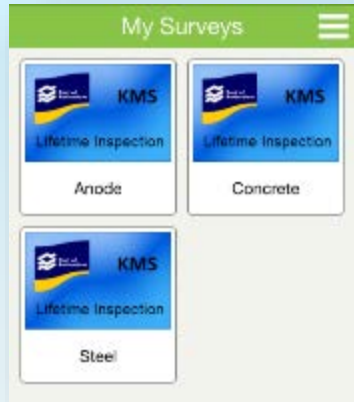 My Surveys
KMS
Lifetime Inspection
Anode
KMS
Lifetime Inspection
Concrete
KMS
Lifetime Inspection
Steel